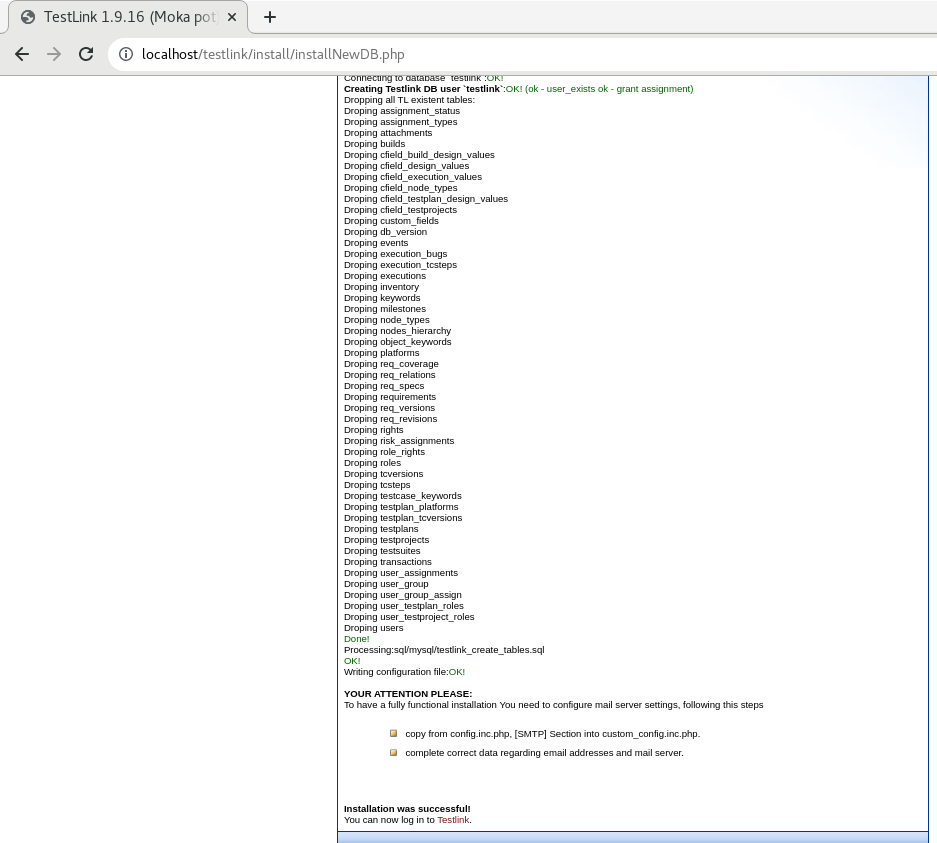 TestLink 1.9.16 (Moka pot
localhost/testlink/install/installNewDB.php
Connecting to database `testlink`:OK!
Creating Testlink DB user `testlink`:OK! (ok - user_exists ok - grant assignment)
Dropping all TL existent tables:
Droping assignment_status
Droping assignment_types
Droping attachments
Droping builds
Droping cfield_build_design_values
Droping cfield_design_values
Droping cfield_execution_values
Droping cfield_node_types
Droping cfield_testplan_design_values
Droping cfield_testprojects
Droping custom_fields
Droping db_version
Droping events
Droping execution_bugs
Droping execution_tcsteps
Droping executions
Droping inventory
Droping keywords
Droping milestones
Droping node_types
Droping nodes_hierarchy
Droping object_keywords
Droping platforms
Droping req_coverage
Droping req_relations
Droping req_specs
Droping requirements
Droping req_versions
Droping req_revisions
Droping rights
Droping risk_assignments
Droping role_rights
Droping roles
Droping tcversions
Droping tcsteps
Droping testcase_keywords
Droping testplan_platforms
Droping testplan_tcversions
Droping testplans
Droping testprojects
Droping testsuites
Droping transactions
Droping user_assignments
Droping user_group
Droping user_group_assign
Droping user_testplan_roles
Droping user_testproject_roles
Droping users
Done!
Processing:sql/mysql/testlink_create_tables.sql
OK!
Writing configuration file:OK!
YOUR ATTENTION PLEASE:
To have a fully functional installation You need to configure mail server settings, following this steps
copy from config.inc.php, [SMTP] Section into custom_config.inc.php.
complete correct data regarding email addresses and mail server.
Installation was successful!
You can now log in to Testlink.